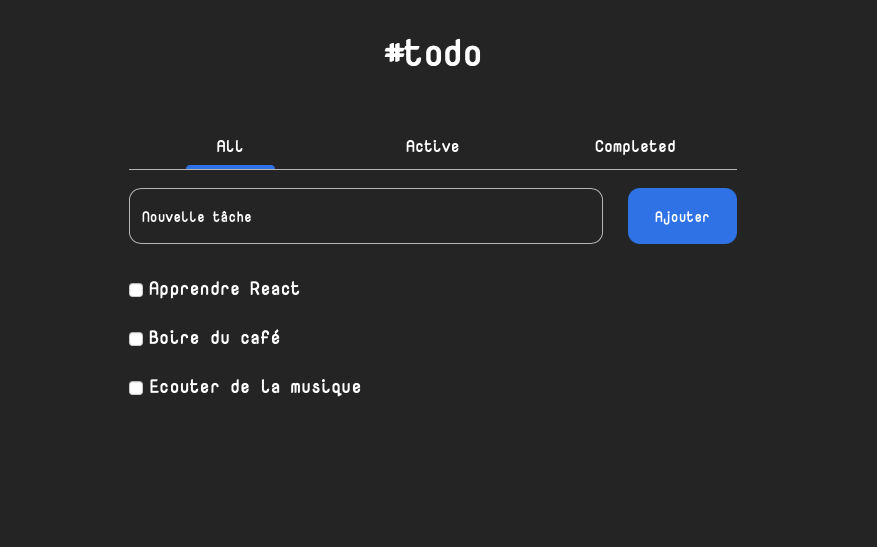 #todo
All Active Completed
Nouvelle tâche Ajouter
Apprendre React
Boire du café
Ecouter de la musique